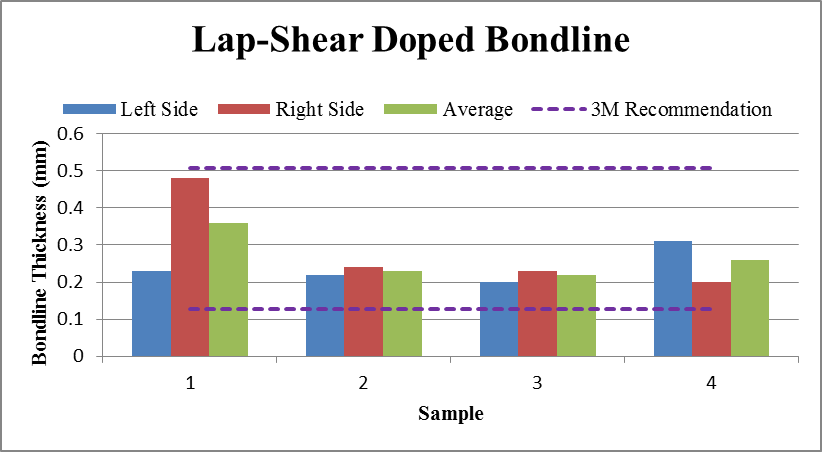 Lap-Shear Doped Bondline
Left Side Right Side Average 3M Recommendation
Bondline Thickness (mm)
0.6
0.5
0.4
0.3
0.2
0.1
0
1 2 3 4
Sample